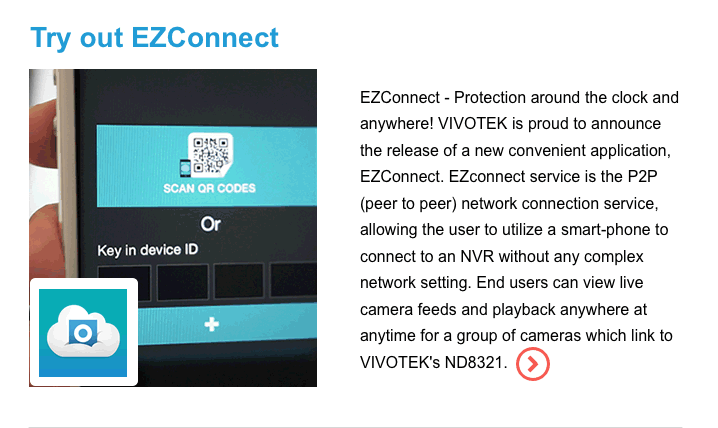 Try out EZConnect
SCAN QR CODES
Or
Key in device ID
EZConnect - Protection around the clock and
anywhere! VIVOTEK is proud to announce
the release of a new convenient application,
EZConnect. EZconnect service is the P2P
(peer to peer) network connection service,
allowing the user to utilize a smart-phone to
connect to an NVR without any complex
network setting. End users can view live
camera feeds and playback anywhere at
anytime for a group of cameras which link to
VIVOTEK's ND8321.